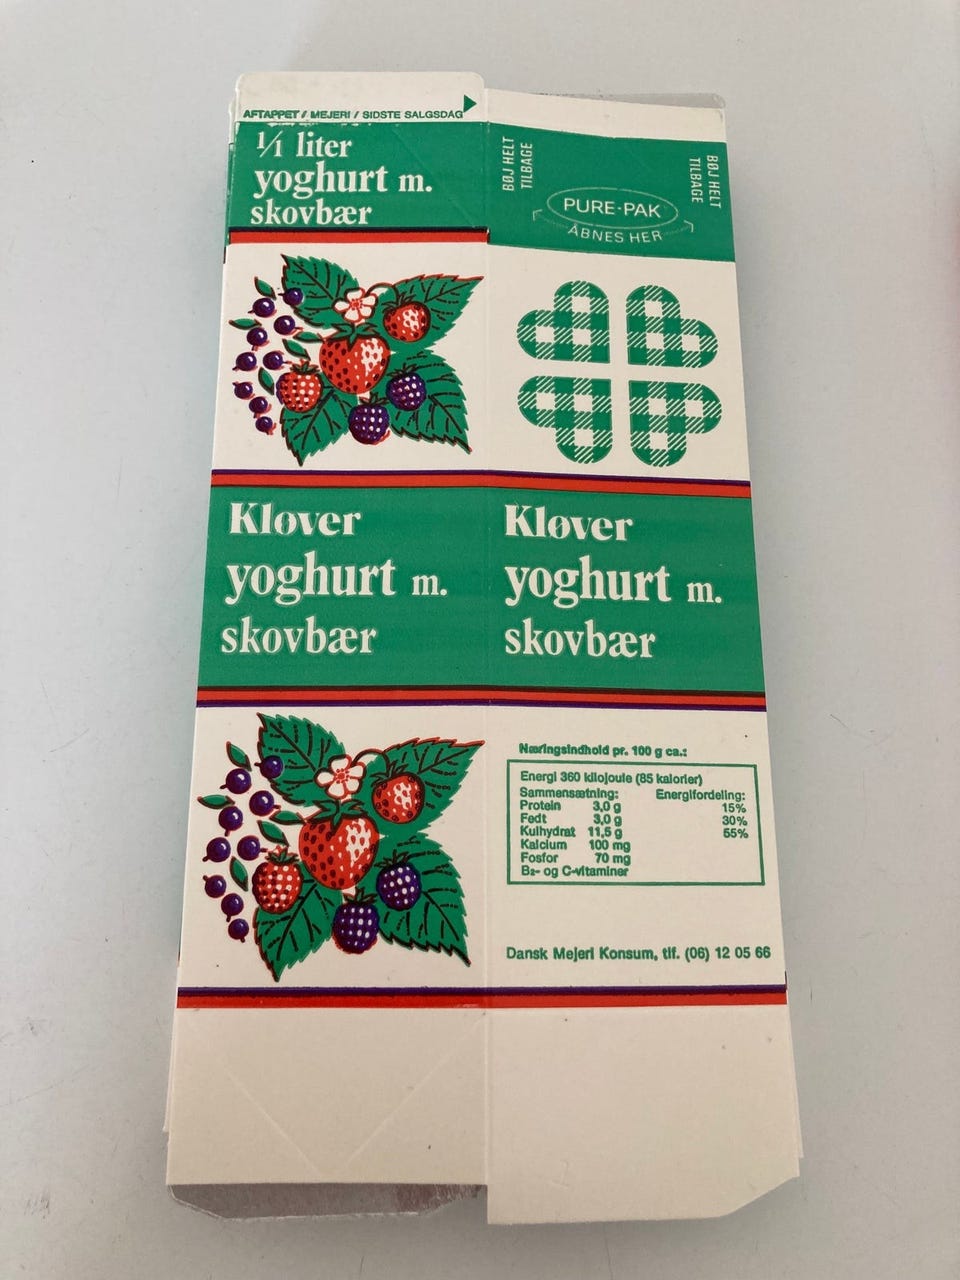 AFTAPPET / MEJERI / SIDSTE SALGSDAG
1/1 liter
yoghurt m.
skovbær
BØJ HELT
TILBAGE
PURE·PAK
ÅBNES HER
BØJ HELT
TILBAGE
Kløver
yoghurt m.
skovbær
Kløver
yoghurt m.
skovbær
Næringsindhold pr. 100 g ca.:
Energi 360 kilojoule (85 kalorier)
Sammensætning: Energifordeling:
Protein 3,0 g 15%
Fedt 3,0 g 30%
Kulhydrat 11,5 g 55%
Kalcium 100 mg
Fosfor 70 mg
B2- og C-vitaminer
Dansk Mejeri Konsum, tlf. (06) 12 05 66